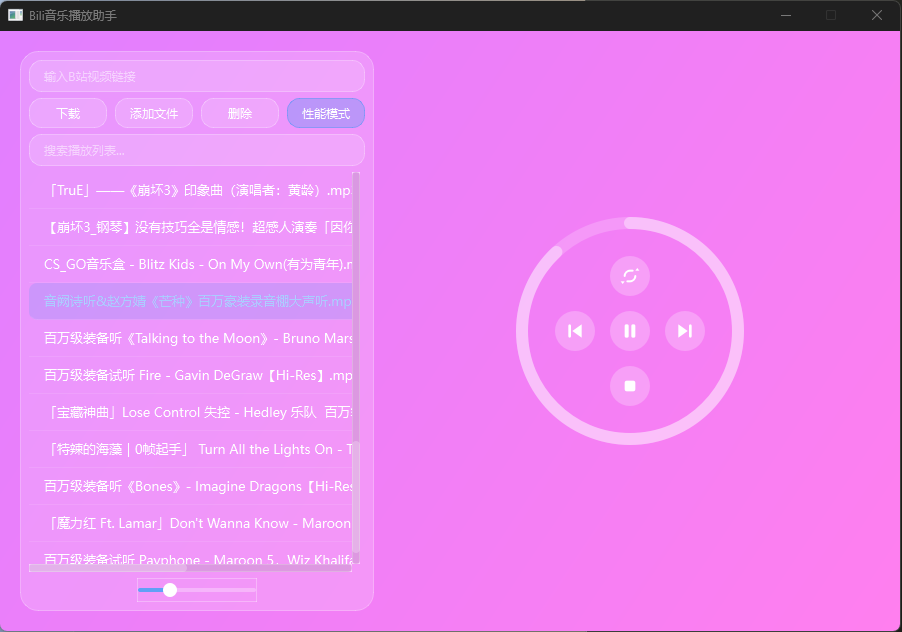 Bili音乐播放助手
输入B站视频链接
下载 添加文件 删除 性能模式
搜索播放列表...
「TruE」——《崩坏3》印象曲（演唱者：黄龄）.mp
【崩坏3_钢琴】没有技巧全是情感！超感人演奏「因你
CS_GO音乐盒 - Blitz Kids - On My Own(有为青年).m
音阙诗听&赵方婧《芒种》百万豪装录音棚大声听.mp
百万级装备听《Talking to the Moon》- Bruno Mars
百万级装备试听 Fire - Gavin DeGraw【Hi-Res】.mp
「宝藏神曲」Lose Control 失控 - Hedley 乐队 百万
「特辣的海藻 | 0帧起手」 Turn All the Lights On - T
百万级装备听《Bones》- Imagine Dragons【Hi-Res
「魔力红 Ft. Lamar」Don't Wanna Know - Maroon
百万级装备试听 Payphone - Maroon 5，Wiz Khalifa